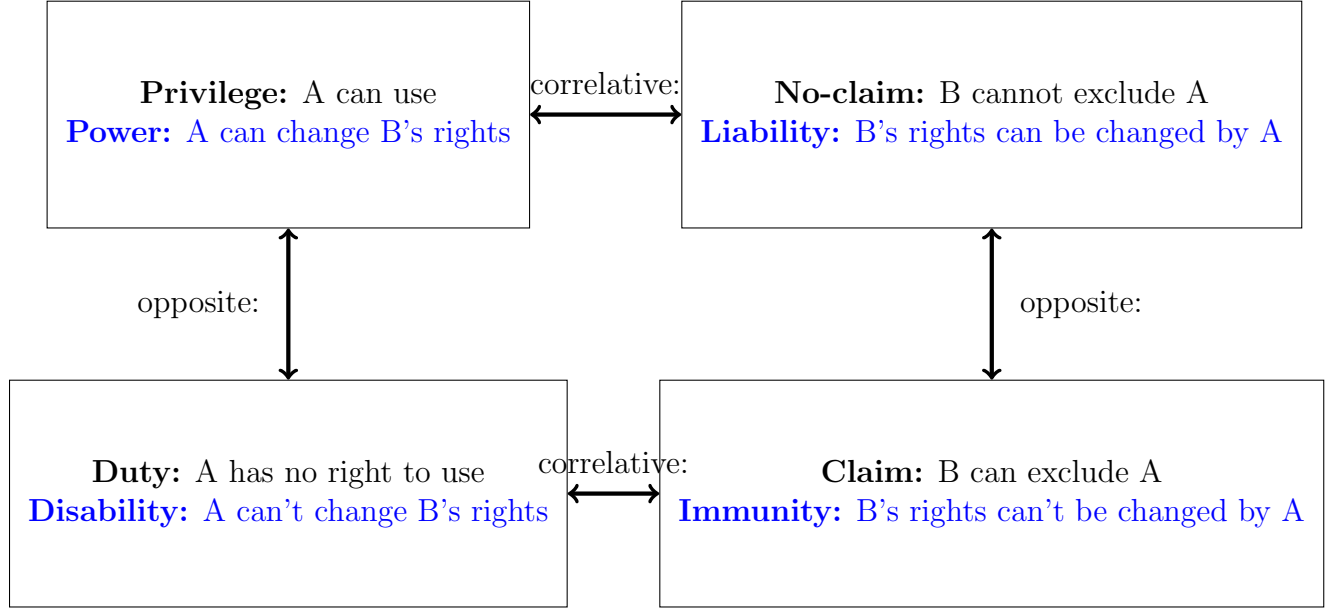 Privilege: A can use
Power: A can change B's rights
correlative:
No-claim: B cannot exclude A
Liability: B's rights can be changed by A
opposite:
opposite:
Duty: A has no right to use
Disability: A can't change B's rights
correlative:
Claim: B can exclude A
Immunity: B's rights can't be changed by A